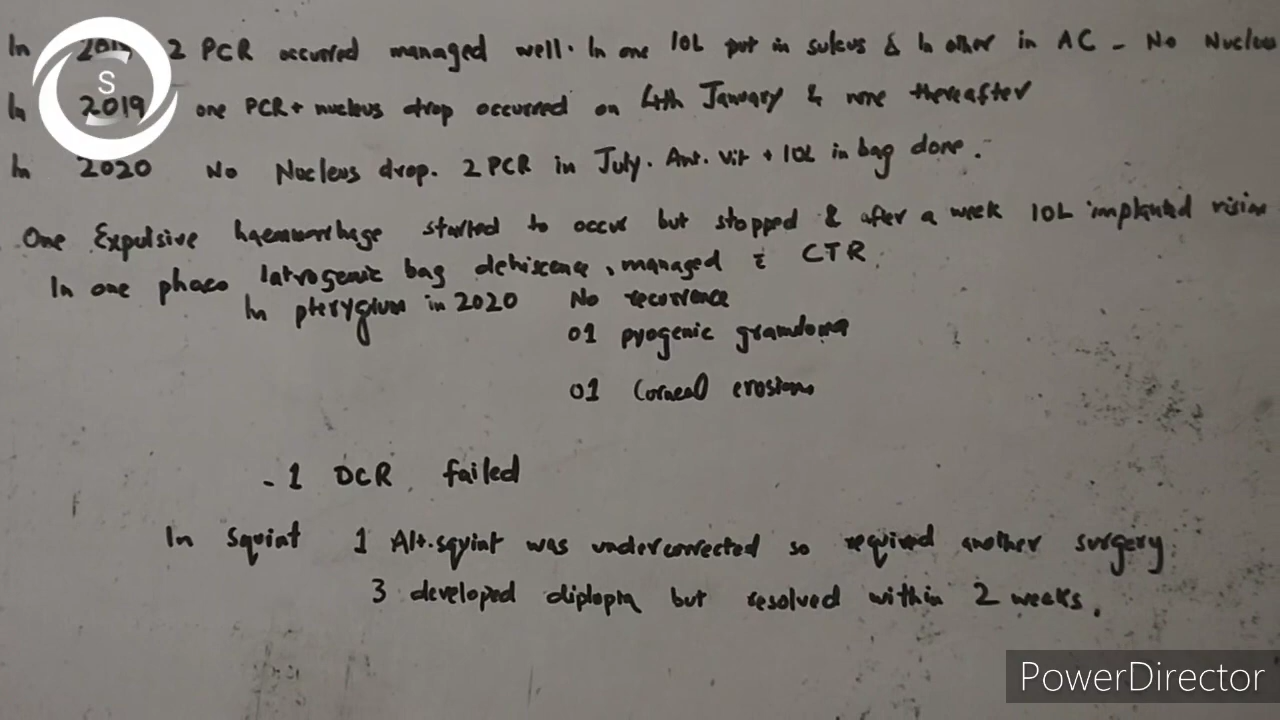 In 2 PCR occurred managed well. In one IOL put in sulcus & In other in AC - No Nucleus
S
In 2019 one PCR + nucleus drop occurred on 4th January & none thereafter
In 2020 No Nucleus drop. 2 PCR in July. Ant. vit + IOL in bag done.
One Expulsive haemorrhage started to occur but stopped & after a week IOL implanted
In one phaco Iatrogenic bag dehiscence, managed c̄ CTR
In pterygium in 2020 No recurrence
01 pyogenic granuloma
01 Corneal erosion
- 1 DCR failed
In Squint 1 Alt. squint was undercorrected so required another surgery.
3 developed diplopia but resolved within 2 weeks.
PowerDirector